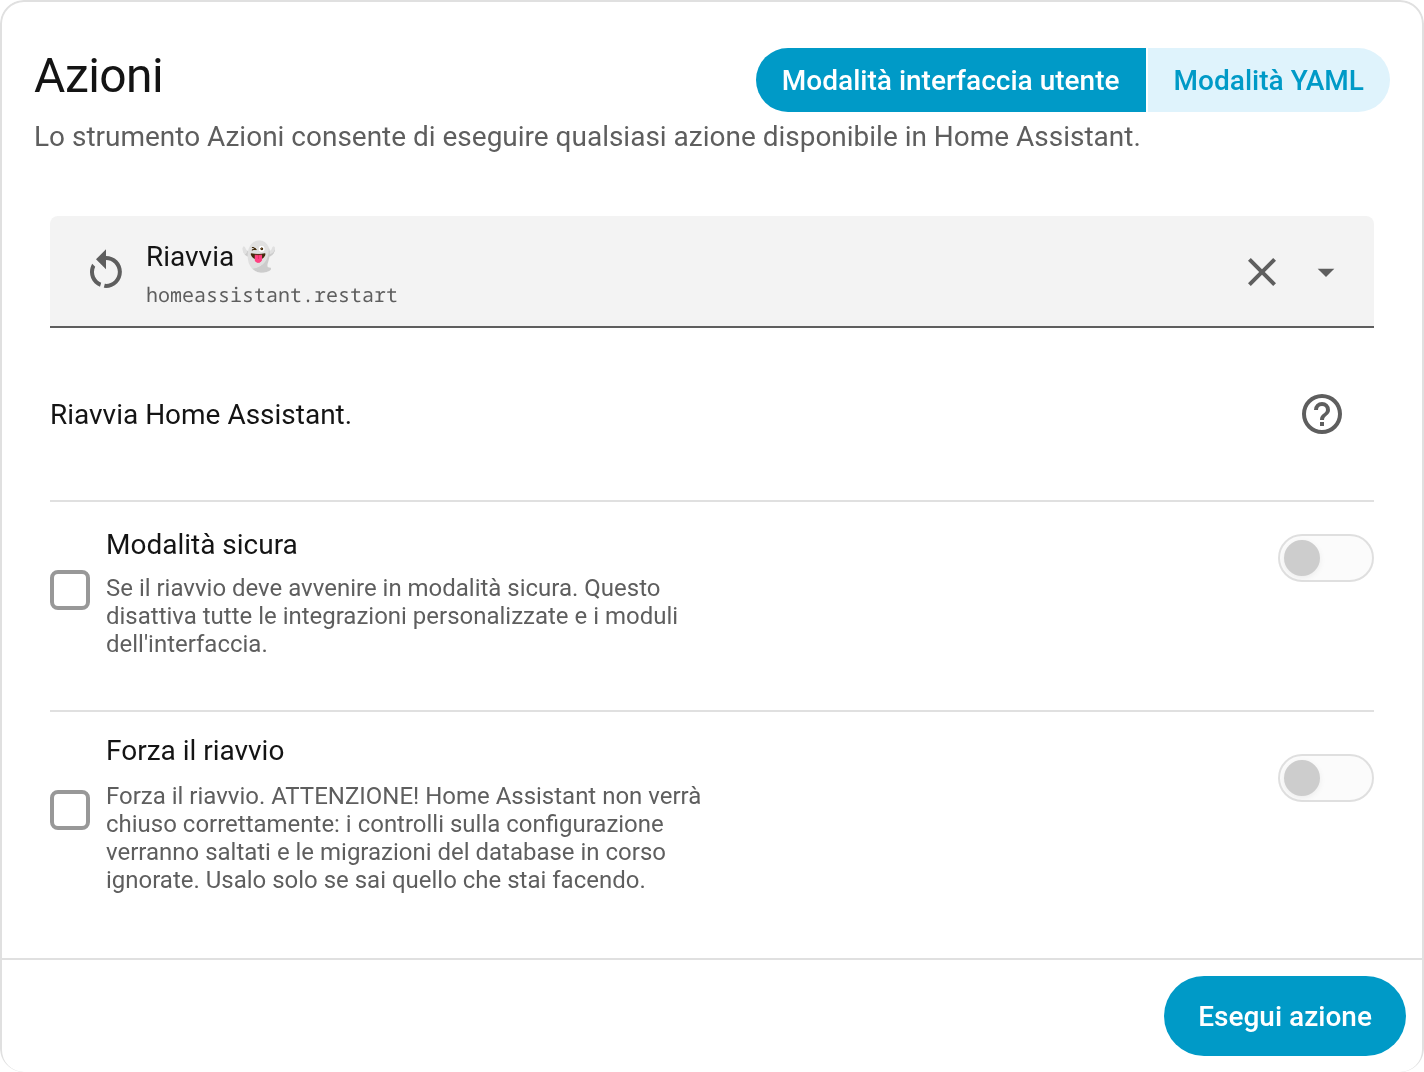 Azioni
Modalità interfaccia utente
Modalità YAML
Lo strumento Azioni consente di eseguire qualsiasi azione disponibile in Home Assistant.
Riavvia 👻
homeassistant.restart
Riavvia Home Assistant.
Modalità sicura
Se il riavvio deve avvenire in modalità sicura. Questo
disattiva tutte le integrazioni personalizzate e i moduli
dell'interfaccia.
Forza il riavvio
Forza il riavvio. ATTENZIONE! Home Assistant non verrà
chiuso correttamente: i controlli sulla configurazione
verranno saltati e le migrazioni del database in corso
ignorate. Usalo solo se sai quello che stai facendo.
Esegui azione